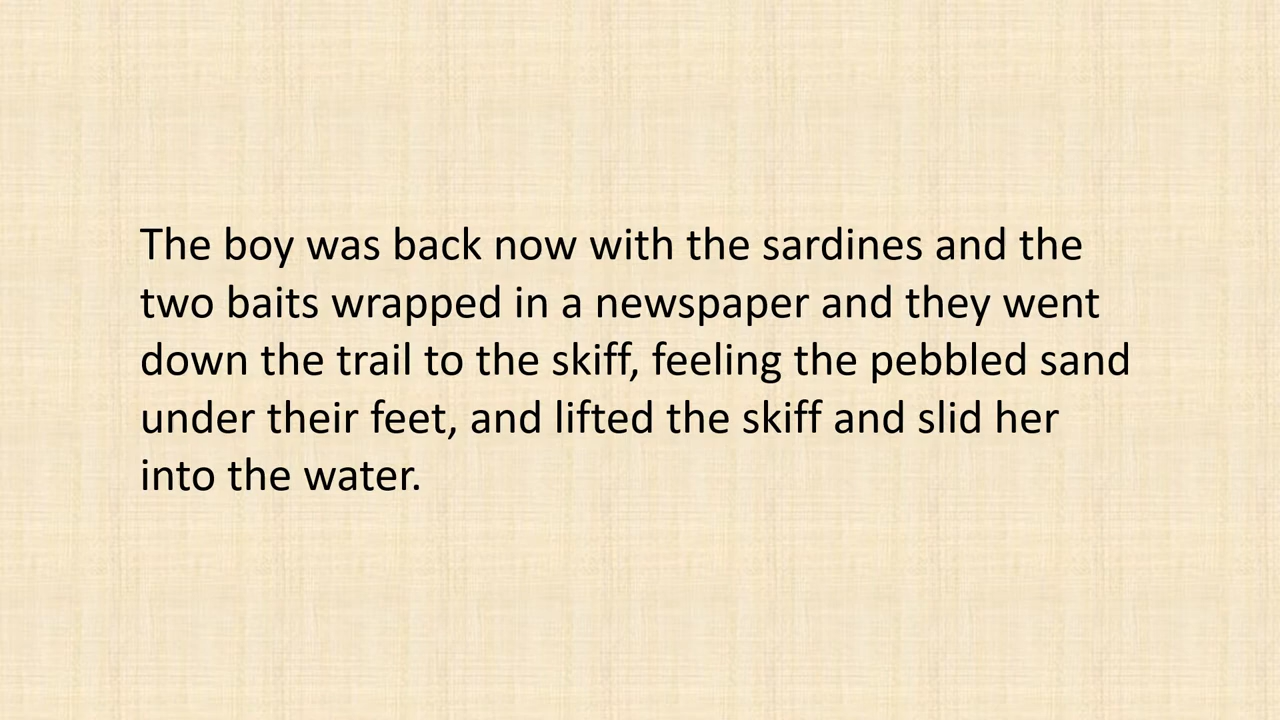 The boy was back now with the sardines and the
two baits wrapped in a newspaper and they went
down the trail to the skiff, feeling the pebbled sand
under their feet, and lifted the skiff and slid her
into the water.